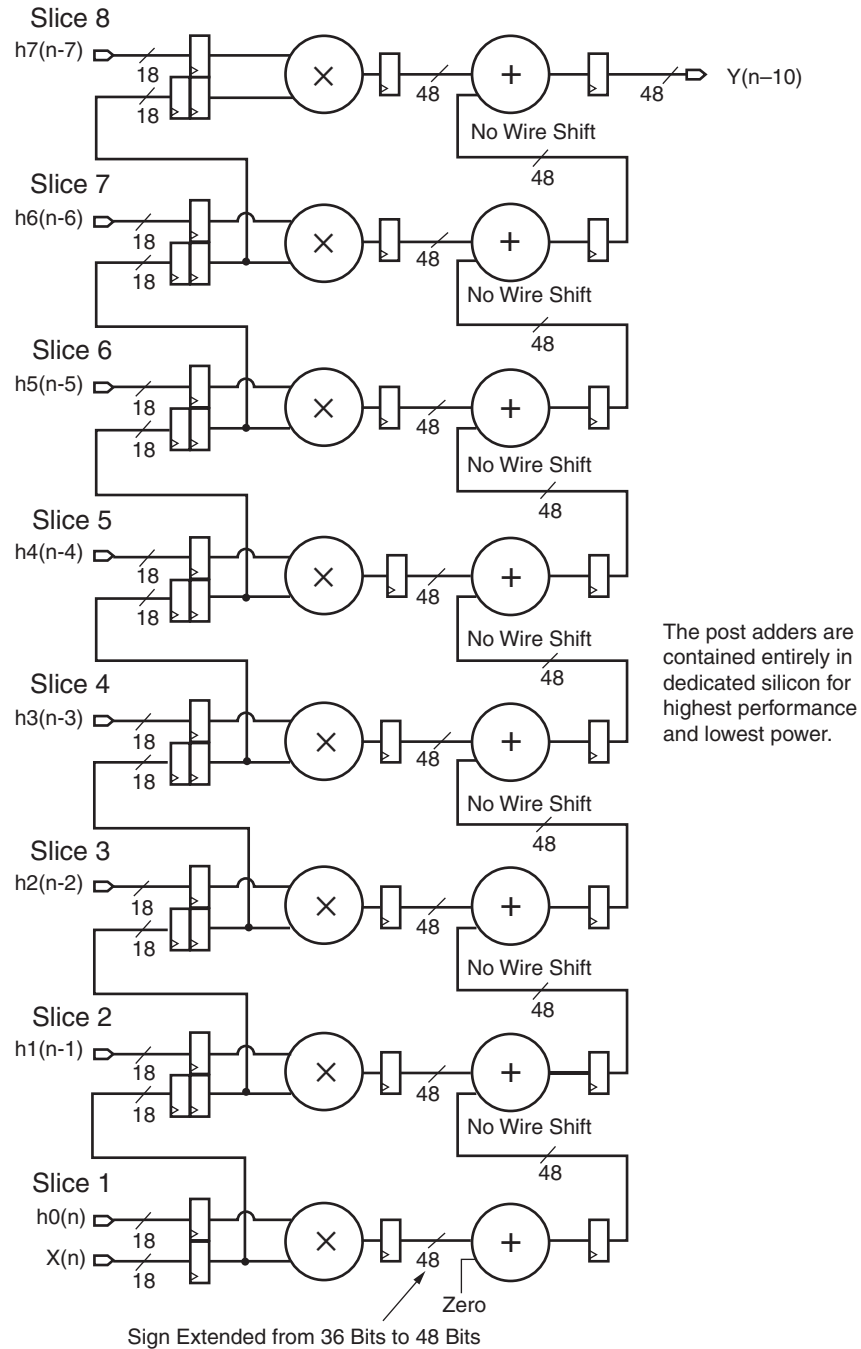 Slice 8
h7(n-7)
18
18
48
48
Y(n–10)
No Wire Shift
48
Slice 7
h6(n-6)
18
18
48
No Wire Shift
48
Slice 6
h5(n-5)
18
18
48
No Wire Shift
48
Slice 5
h4(n-4)
18
18
48
No Wire Shift
48
The post adders are
contained entirely in
dedicated silicon for
highest performance
and lowest power.
Slice 4
h3(n-3)
18
18
48
No Wire Shift
48
Slice 3
h2(n-2)
18
18
48
No Wire Shift
48
Slice 2
h1(n-1)
18
18
48
No Wire Shift
48
Slice 1
h0(n)
18
X(n)
18
48
Zero
Sign Extended from 36 Bits to 48 Bits